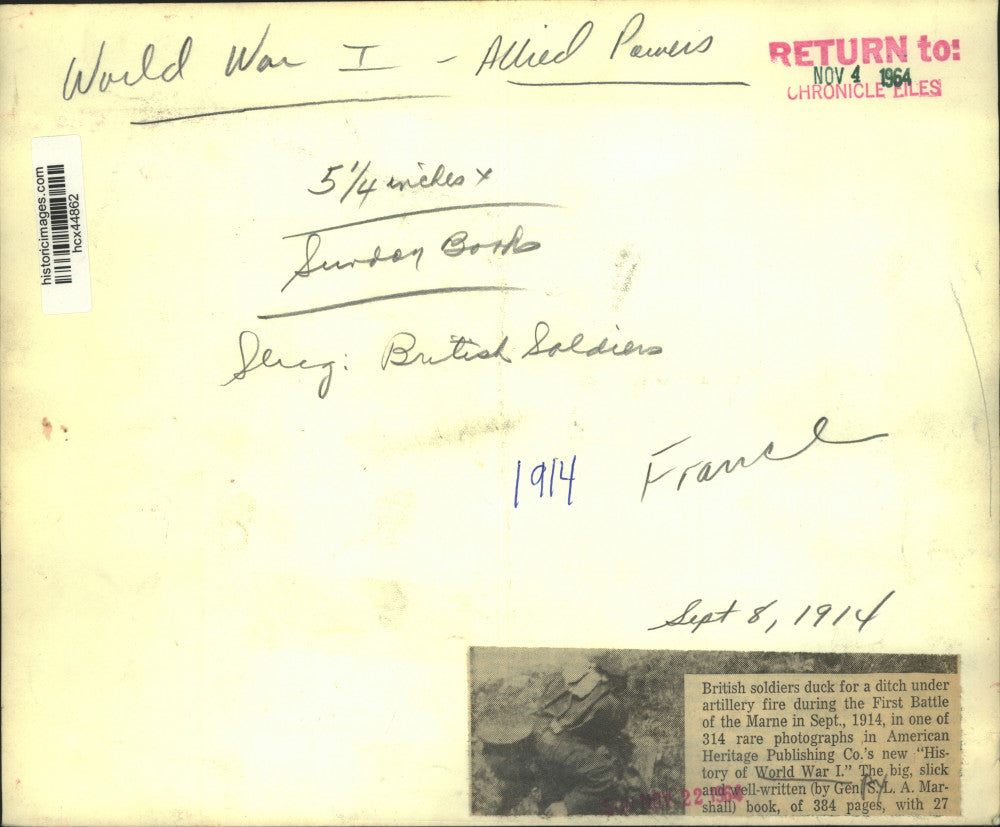 World War I - Allied Powers
RETURN to:
NOV 4 1964
CHRONICLE FILES
historicimages.com
hcx44862
5 1/4 inches x
Sunday Books
Slug: British Soldiers
1914 France
Sept 8, 1914
British soldiers duck for a ditch under
artillery fire during the First Battle
of the Marne in Sept., 1914, in one of
314 rare photographs in American
Heritage Publishing Co.'s new "His-
tory of World War I." The big, slick
and well-written (by Gen. S. L. A. Mar-
shall) book, of 384 pages, with 27
22 1964